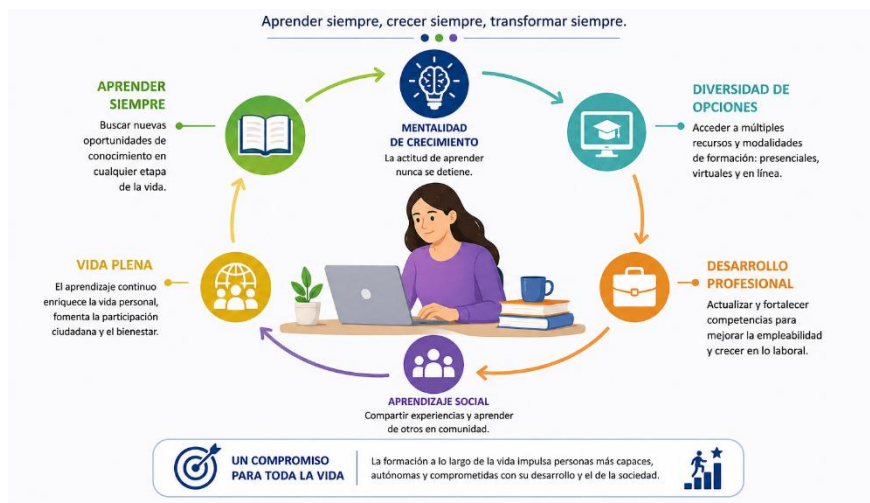 Aprender siempre, crecer siempre, transformar siempre.
MENTALIDAD
DE CRECIMIENTO
La actitud de aprender
nunca se detiene.
DIVERSIDAD DE
OPCIONES
Acceder a múltiples
recursos y modalidades
de formación: presenciales,
virtuales y en línea.
DESARROLLO
PROFESIONAL
Actualizar y fortalecer
competencias para
mejorar la empleabilidad
y crecer en lo laboral.
APRENDIZAJE SOCIAL
Compartir experiencias y aprender
de otros en comunidad.
VIDA PLENA
El aprendizaje continuo
enriquece la vida personal,
fomenta la participación
ciudadana y el bienestar.
APRENDER
SIEMPRE
Buscar nuevas
oportunidades de
conocimiento en
cualquier etapa
de la vida.
UN COMPROMISO
PARA TODA LA VIDA
La formación a lo largo de la vida impulsa personas más capaces,
autónomas y comprometidas con su desarrollo y el de la sociedad.